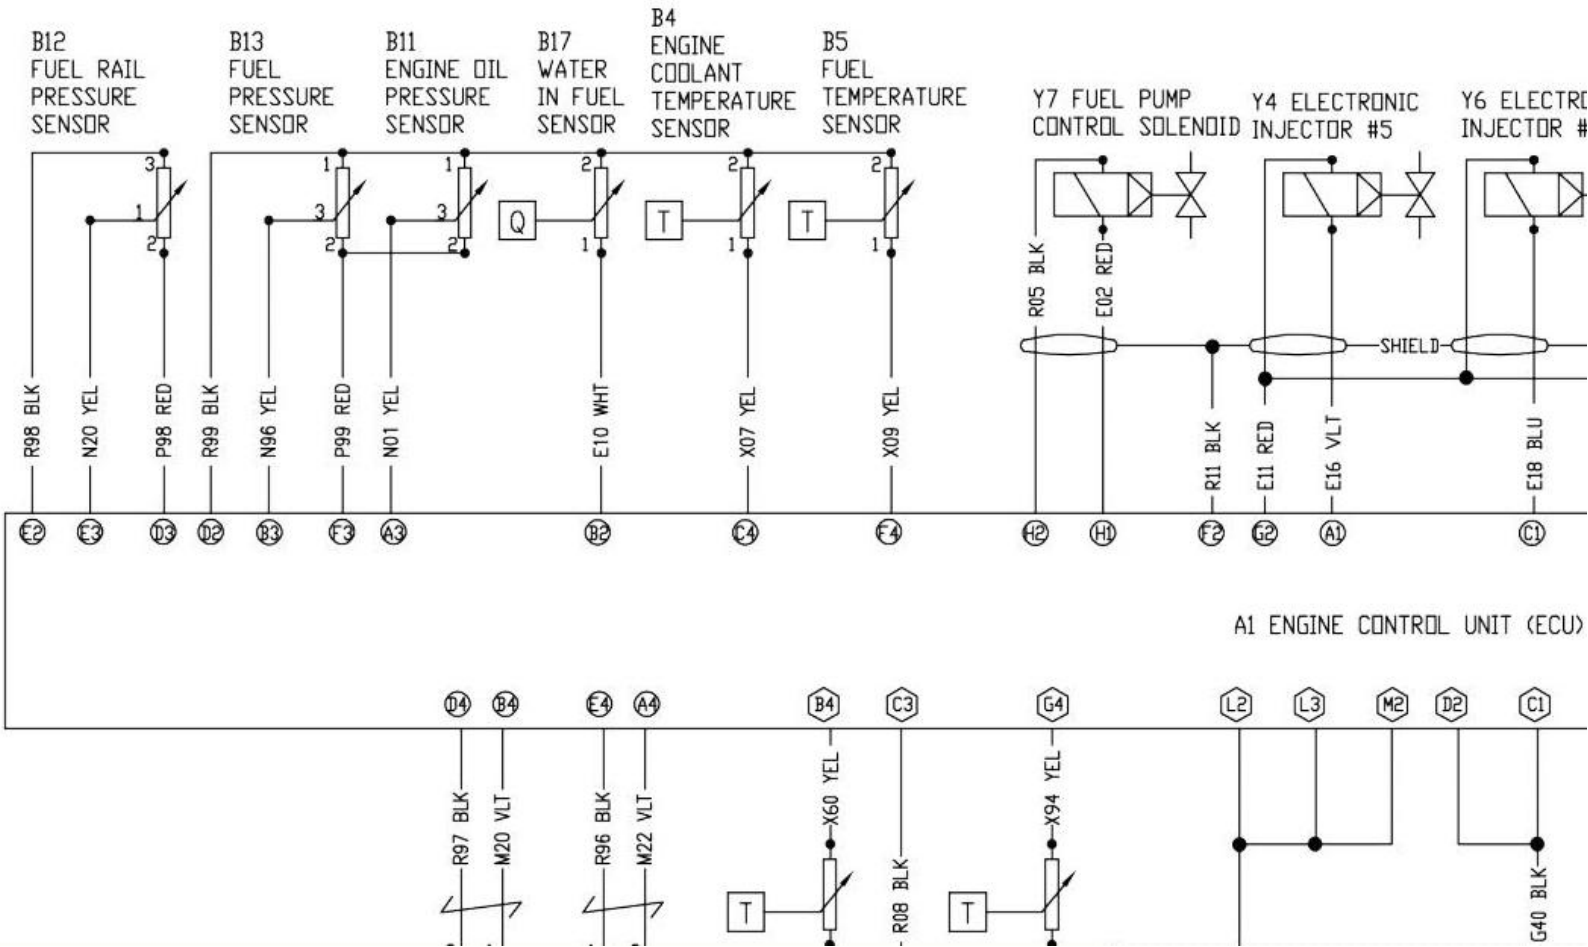 B12
FUEL RAIL
PRESSURE
SENSOR
B13
FUEL
PRESSURE
SENSOR
B11
ENGINE OIL
PRESSURE
SENSOR
B17
WATER
IN FUEL
SENSOR
B4
ENGINE
COOLANT
TEMPERATURE
SENSOR
B5
FUEL
TEMPERATURE
SENSOR
Y7 FUEL PUMP
CONTROL SOLENOID
Y4 ELECTRONIC
INJECTOR #5
Y6 ELECTRO
INJECTOR #
3
1
2
1
3
2
1
3
2
2
Q
1
2
T
1
2
T
1
R05 BLK
E02 RED
SHIELD
R98 BLK
N20 YEL
P98 RED
R99 BLK
N96 YEL
P99 RED
N01 YEL
E10 WHT
X07 YEL
X09 YEL
R11 BLK
E11 RED
E16 VLT
E18 BLU
E2
E3
D3
D2
B3
F3
A3
B2
C4
F4
H2
H1
F2
G2
A1
C1
A1 ENGINE CONTROL UNIT (ECU)
D4
B4
E4
A4
B4
C3
G4
L2
L3
M2
D2
C1
R97 BLK
M20 VLT
R96 BLK
M22 VLT
X60 YEL
R08 BLK
X94 YEL
G40 BLK
T
T